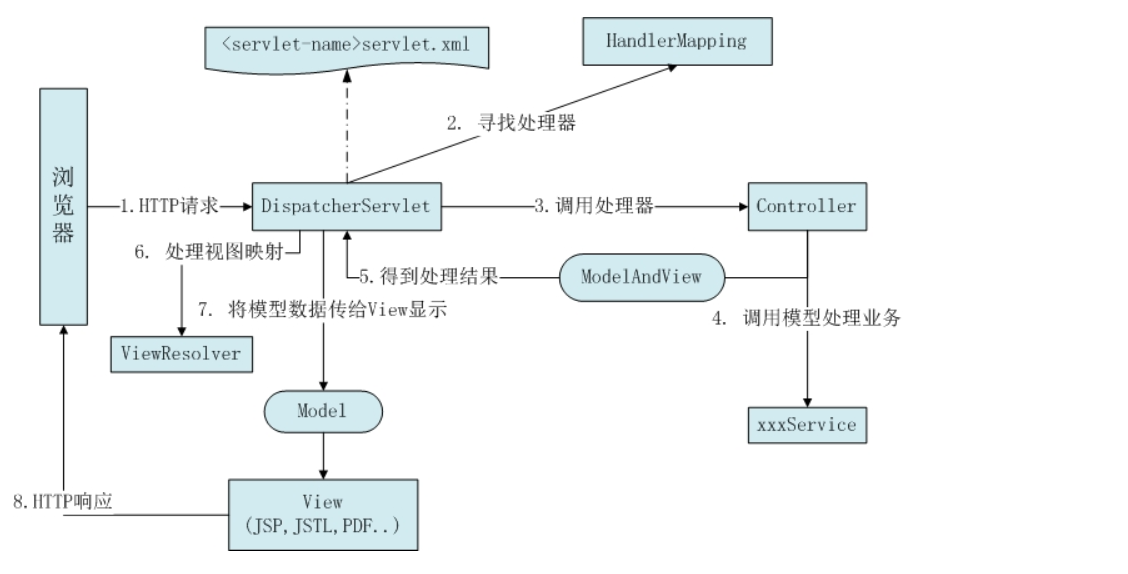 <servlet-name>servlet.xml
HandlerMapping
2. 寻找处理器
浏览器
1.HTTP请求
DispatcherServlet
3.调用处理器
Controller
6. 处理视图映射
5.得到处理结果
ModelAndView
7. 将模型数据传给View显示
4. 调用模型处理业务
ViewResolver
Model
xxxService
View
(JSP,JSTL,PDF..)
8.HTTP响应